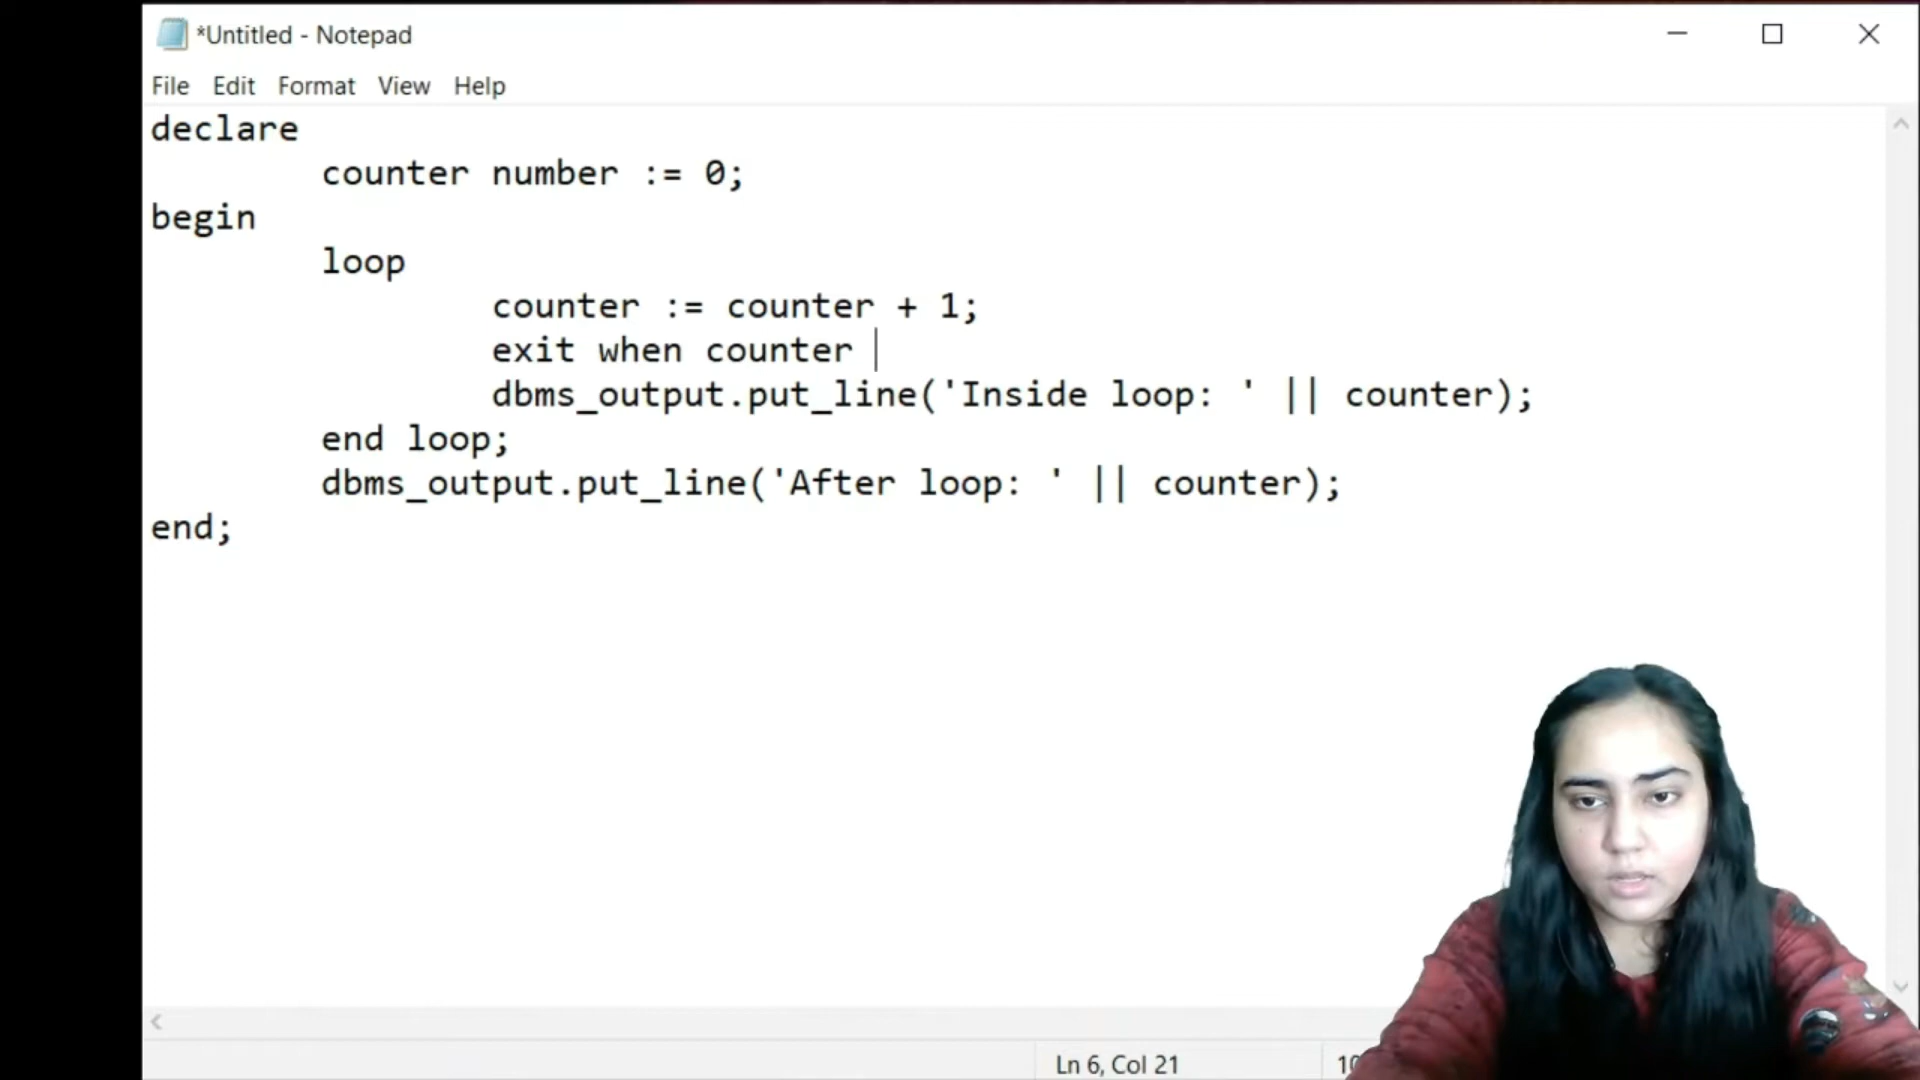 *Untitled - Notepad
File Edit Format View Help
declare
counter number := 0;
begin
loop
counter := counter + 1;
exit when counter
dbms_output.put_line('Inside loop: ' || counter);
end loop;
dbms_output.put_line('After loop: ' || counter);
end;
Ln 6, Col 21